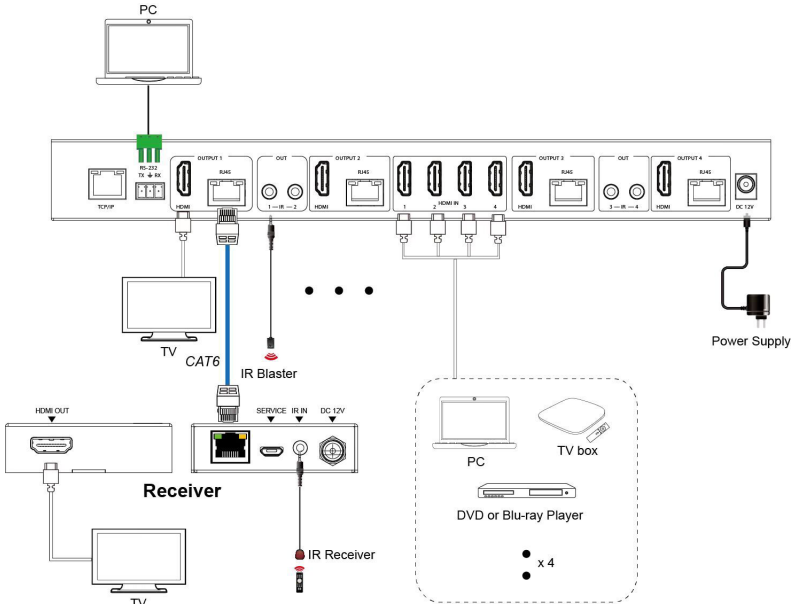 PC
RS-232
TX RX
TCP/IP
OUTPUT 1
RJ45
HDMI
OUT
1 — IR — 2
OUTPUT 2
RJ45
HDMI
1 2 3 4
HDMI IN
OUTPUT 3
RJ45
HDMI
OUT
3 — IR — 4
OUTPUT 4
RJ45
HDMI
DC 12V
TV
CAT6
IR Blaster
Power Supply
HDMI OUT
SERVICE IR IN DC 12V
Receiver
IR Receiver
TV
PC
TV box
DVD or Blu-ray Player
x 4